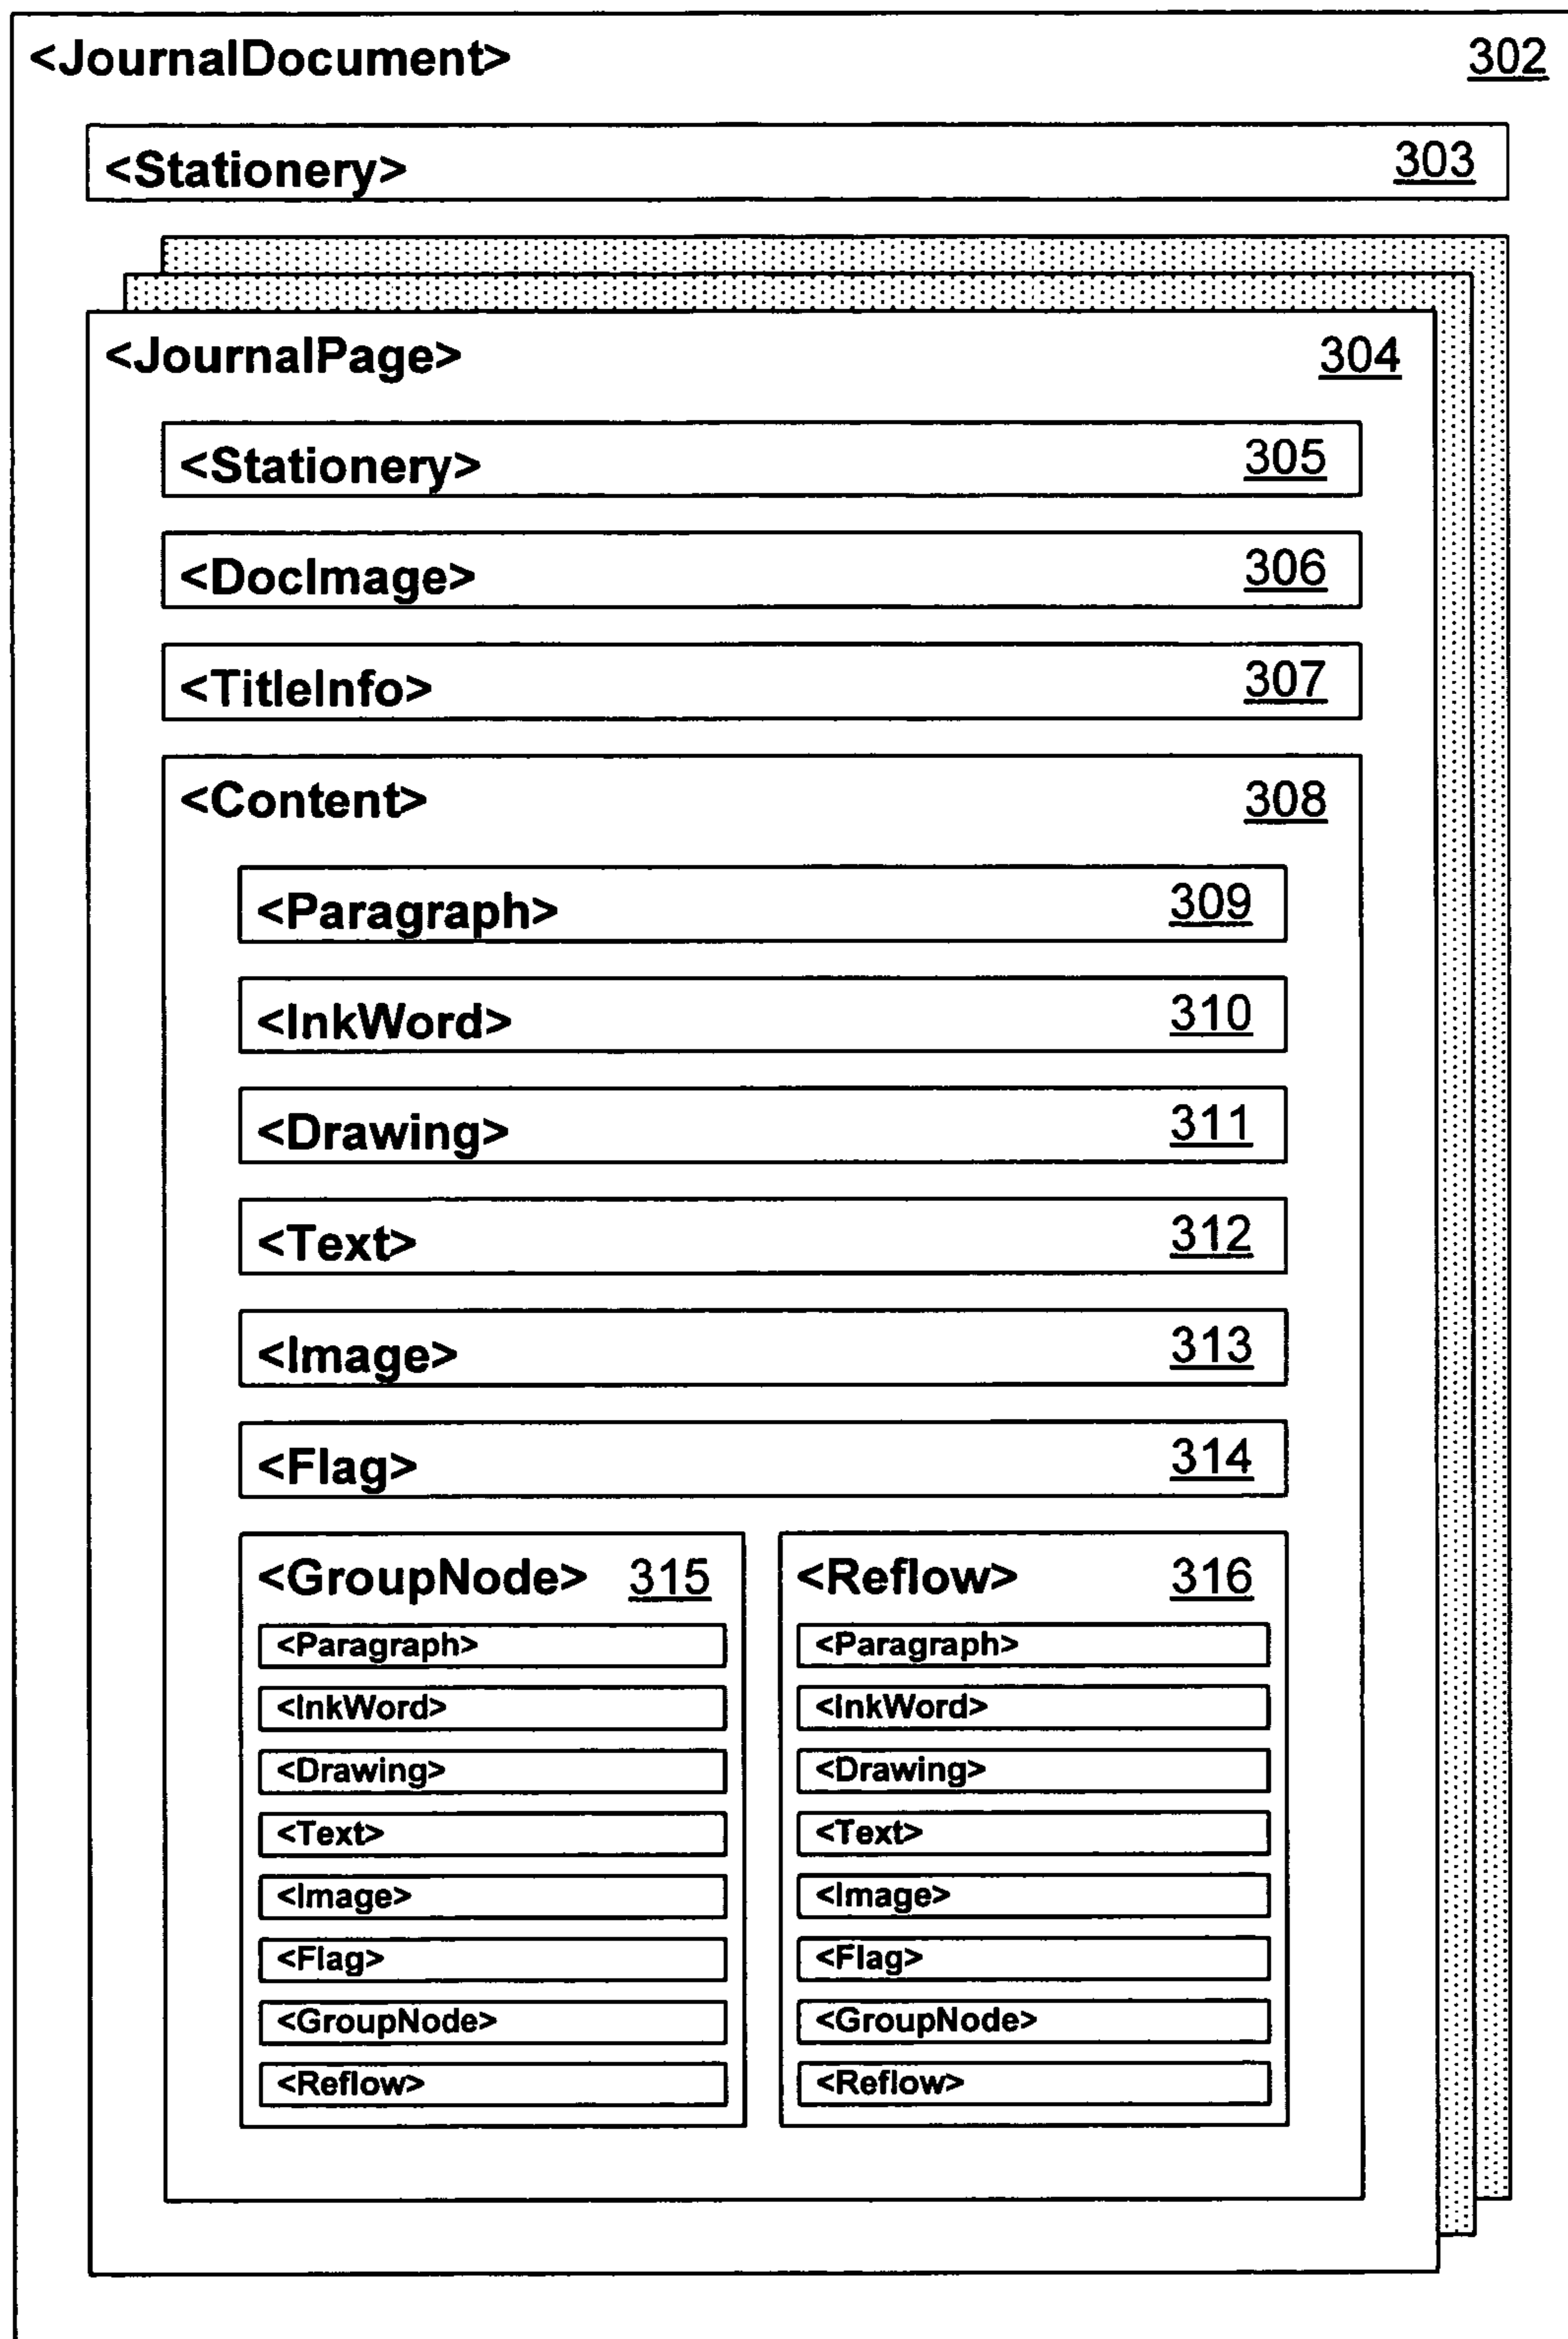 <JournalDocument> 302
<Stationery> 303
<JournalPage> 304
<Stationery> 305
<DocImage> 306
<TitleInfo> 307
<Content> 308
<Paragraph> 309
<InkWord> 310
<Drawing> 311
<Text> 312
<Image> 313
<Flag> 314
<GroupNode> 315
<Paragraph>
<InkWord>
<Drawing>
<Text>
<Image>
<Flag>
<GroupNode>
<Reflow>
<Reflow> 316
<Paragraph>
<InkWord>
<Drawing>
<Text>
<Image>
<Flag>
<GroupNode>
<Reflow>